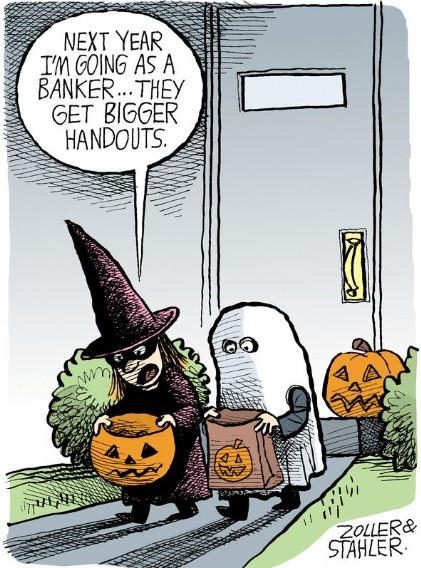 NEXT YEAR
I'M GOING AS A
BANKER... THEY
GET BIGGER
HANDOUTS.
ZOLLER &
STAHLER.